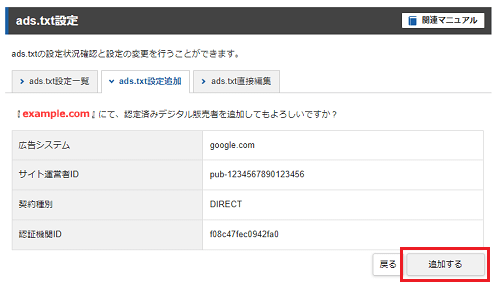 ads.txt設定
関連マニュアル
ads.txtの設定状況確認と設定の変更を行うことができます。
ads.txt設定一覧
ads.txt設定追加
ads.txt直接編集
『example.com』にて、認定済みデジタル販売者を追加してもよろしいですか？
広告システム google.com
サイト運営者ID pub-1234567890123456
契約種別 DIRECT
認証機関ID f08c47fec0942fa0
戻る 追加する